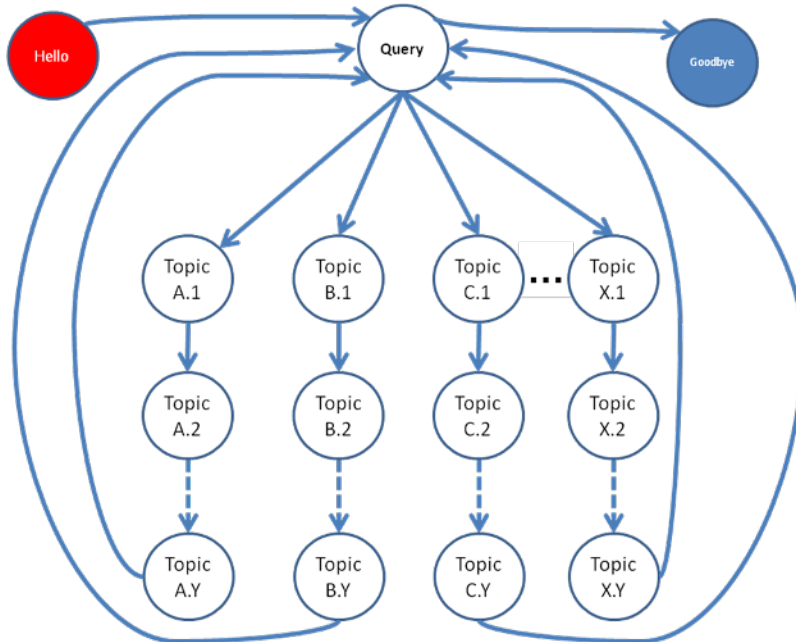 Hello
Query
Goodbye
Topic
A.1
Topic
B.1
Topic
C.1
...
Topic
X.1
Topic
A.2
Topic
B.2
Topic
C.2
Topic
X.2
Topic
A.Y
Topic
B.Y
Topic
C.Y
Topic
X.Y